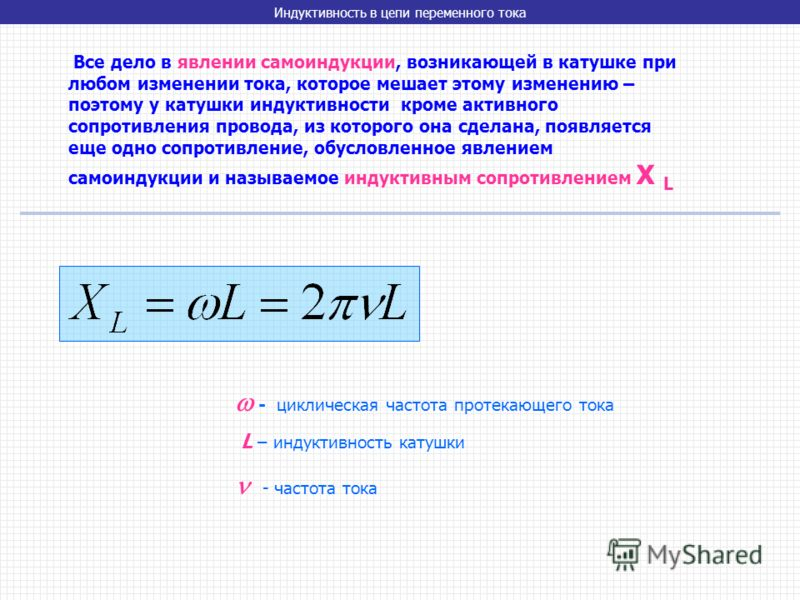 Индуктивность в цепи переменного тока
Все дело в явлении самоиндукции, возникающей в катушке при
любом изменении тока, которое мешает этому изменению –
поэтому у катушки индуктивности кроме активного
сопротивления провода, из которого она сделана, появляется
еще одно сопротивление, обусловленное явлением
самоиндукции и называемое индуктивным сопротивлением X L
X_L = ωL = 2πνL
ω - циклическая частота протекающего тока
L – индуктивность катушки
ν - частота тока
MyShared